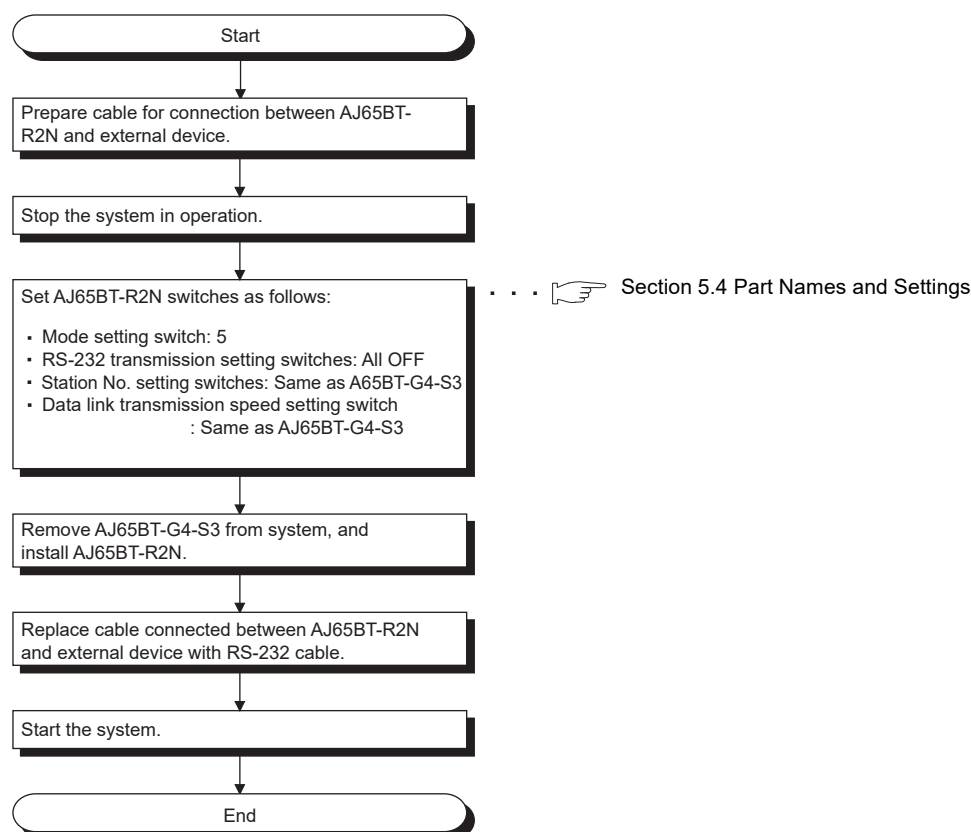 Start
Prepare cable for connection between AJ65BT-
R2N and external device.
Stop the system in operation.
Set AJ65BT-R2N switches as follows:
· · · Section 5.4 Part Names and Settings
▪ Mode setting switch: 5
▪ RS-232 transmission setting switches: All OFF
▪ Station No. setting switches: Same as A65BT-G4-S3
▪ Data link transmission speed setting switch
: Same as AJ65BT-G4-S3
Remove AJ65BT-G4-S3 from system, and
install AJ65BT-R2N.
Replace cable connected between AJ65BT-R2N
and external device with RS-232 cable.
Start the system.
End